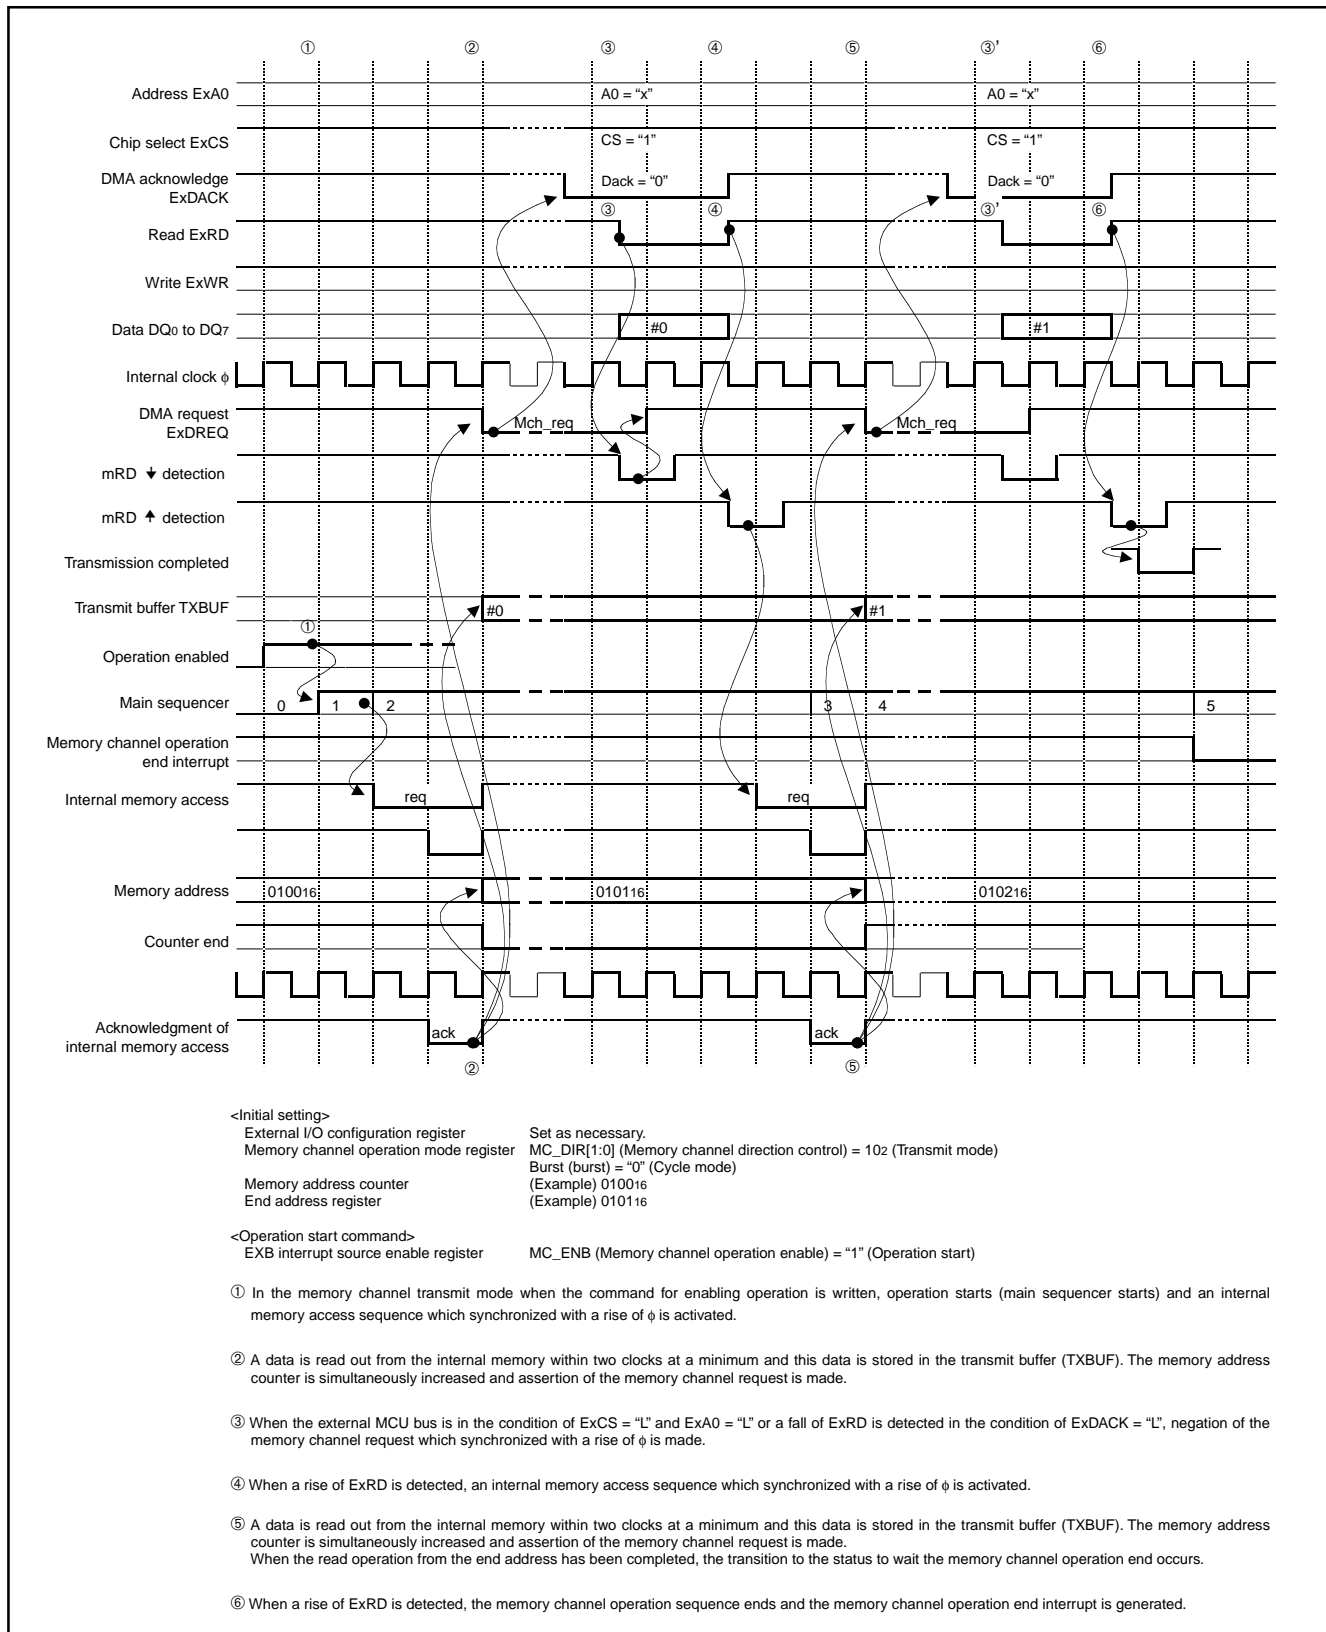 ① ② ③ ④ ⑤ ③’ ⑥
Address ExA0 A0 = “x” A0 = “x”
Chip select ExCS CS = “1” CS = “1”
DMA acknowledge
ExDACK Dack = “0” Dack = “0”
③ ④ ③’ ⑥
Read ExRD
Write ExWR
Data DQ0 to DQ7 #0 #1
Internal clock ϕ
DMA request
ExDREQ Mch_req Mch_req
mRD ↓ detection
mRD ↑ detection
Transmission completed
Transmit buffer TXBUF #0 #1
①
Operation enabled
Main sequencer 0 1 2 3 4 5
Memory channel operation
end interrupt
Internal memory access req req
Memory address 010016 010116 010216
Counter end
Acknowledgment of
internal memory access ack ack
② ⑤
<Initial setting>
External I/O configuration register Set as necessary.
Memory channel operation mode register MC_DIR[1:0] (Memory channel direction control) = 102 (Transmit mode)
Burst (burst) = “0” (Cycle mode)
Memory address counter (Example) 010016
End address register (Example) 010116
<Operation start command>
EXB interrupt source enable register MC_ENB (Memory channel operation enable) = “1” (Operation start)
① In the memory channel transmit mode when the command for enabling operation is written, operation starts (main sequencer starts) and an internal
memory access sequence which synchronized with a rise of ϕ is activated.
② A data is read out from the internal memory within two clocks at a minimum and this data is stored in the transmit buffer (TXBUF). The memory address
counter is simultaneously increased and assertion of the memory channel request is made.
③ When the external MCU bus is in the condition of ExCS = “L” and ExA0 = “L” or a fall of ExRD is detected in the condition of ExDACK = “L”, negation of the
memory channel request which synchronized with a rise of ϕ is made.
④ When a rise of ExRD is detected, an internal memory access sequence which synchronized with a rise of ϕ is activated.
⑤ A data is read out from the internal memory within two clocks at a minimum and this data is stored in the transmit buffer (TXBUF). The memory address
counter is simultaneously increased and assertion of the memory channel request is made.
When the read operation from the end address has been completed, the transition to the status to wait the memory channel operation end occurs.
⑥ When a rise of ExRD is detected, the memory channel operation sequence ends and the memory channel operation end interrupt is generated.